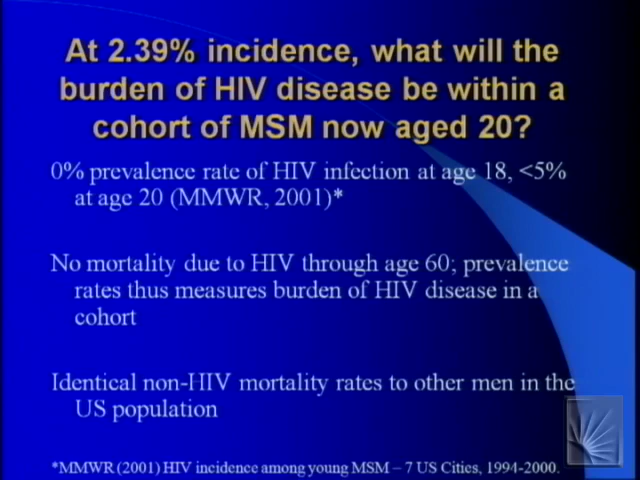 At 2.39% incidence, what will the
burden of HIV disease be within a
cohort of MSM now aged 20?
0% prevalence rate of HIV infection at age 18, <5%
at age 20 (MMWR, 2001)*
No mortality due to HIV through age 60; prevalence
rates thus measures burden of HIV disease in a
cohort
Identical non-HIV mortality rates to other men in the
US population
*MMWR (2001) HIV incidence among young MSM – 7 US Cities, 1994-2000.